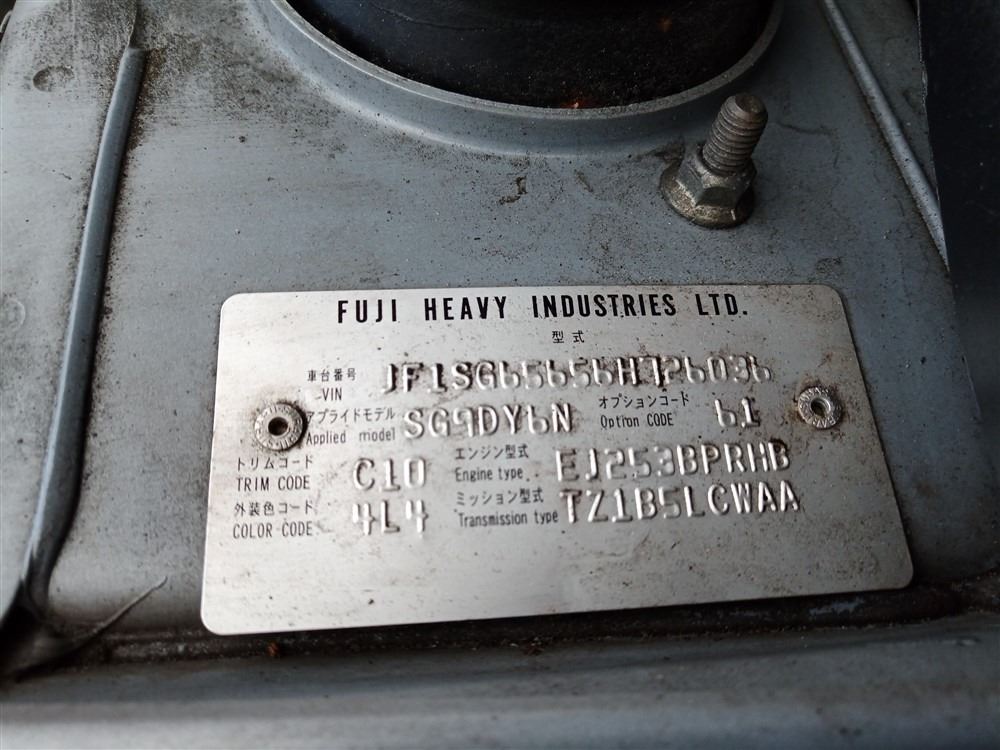 FUJI HEAVY INDUSTRIES LTD.
型式
車台番号 JF1SG65656H726036
VIN
アプライドモデル SG9DY6N オプションコード 61
Applied model Option CODE
トリムコード C10 エンジン型式 EJ253BPRHB
TRIM CODE Engine type
外装色コード 4L4 ミッション型式 TZ1B5LCWAA
COLOR CODE Transmission type